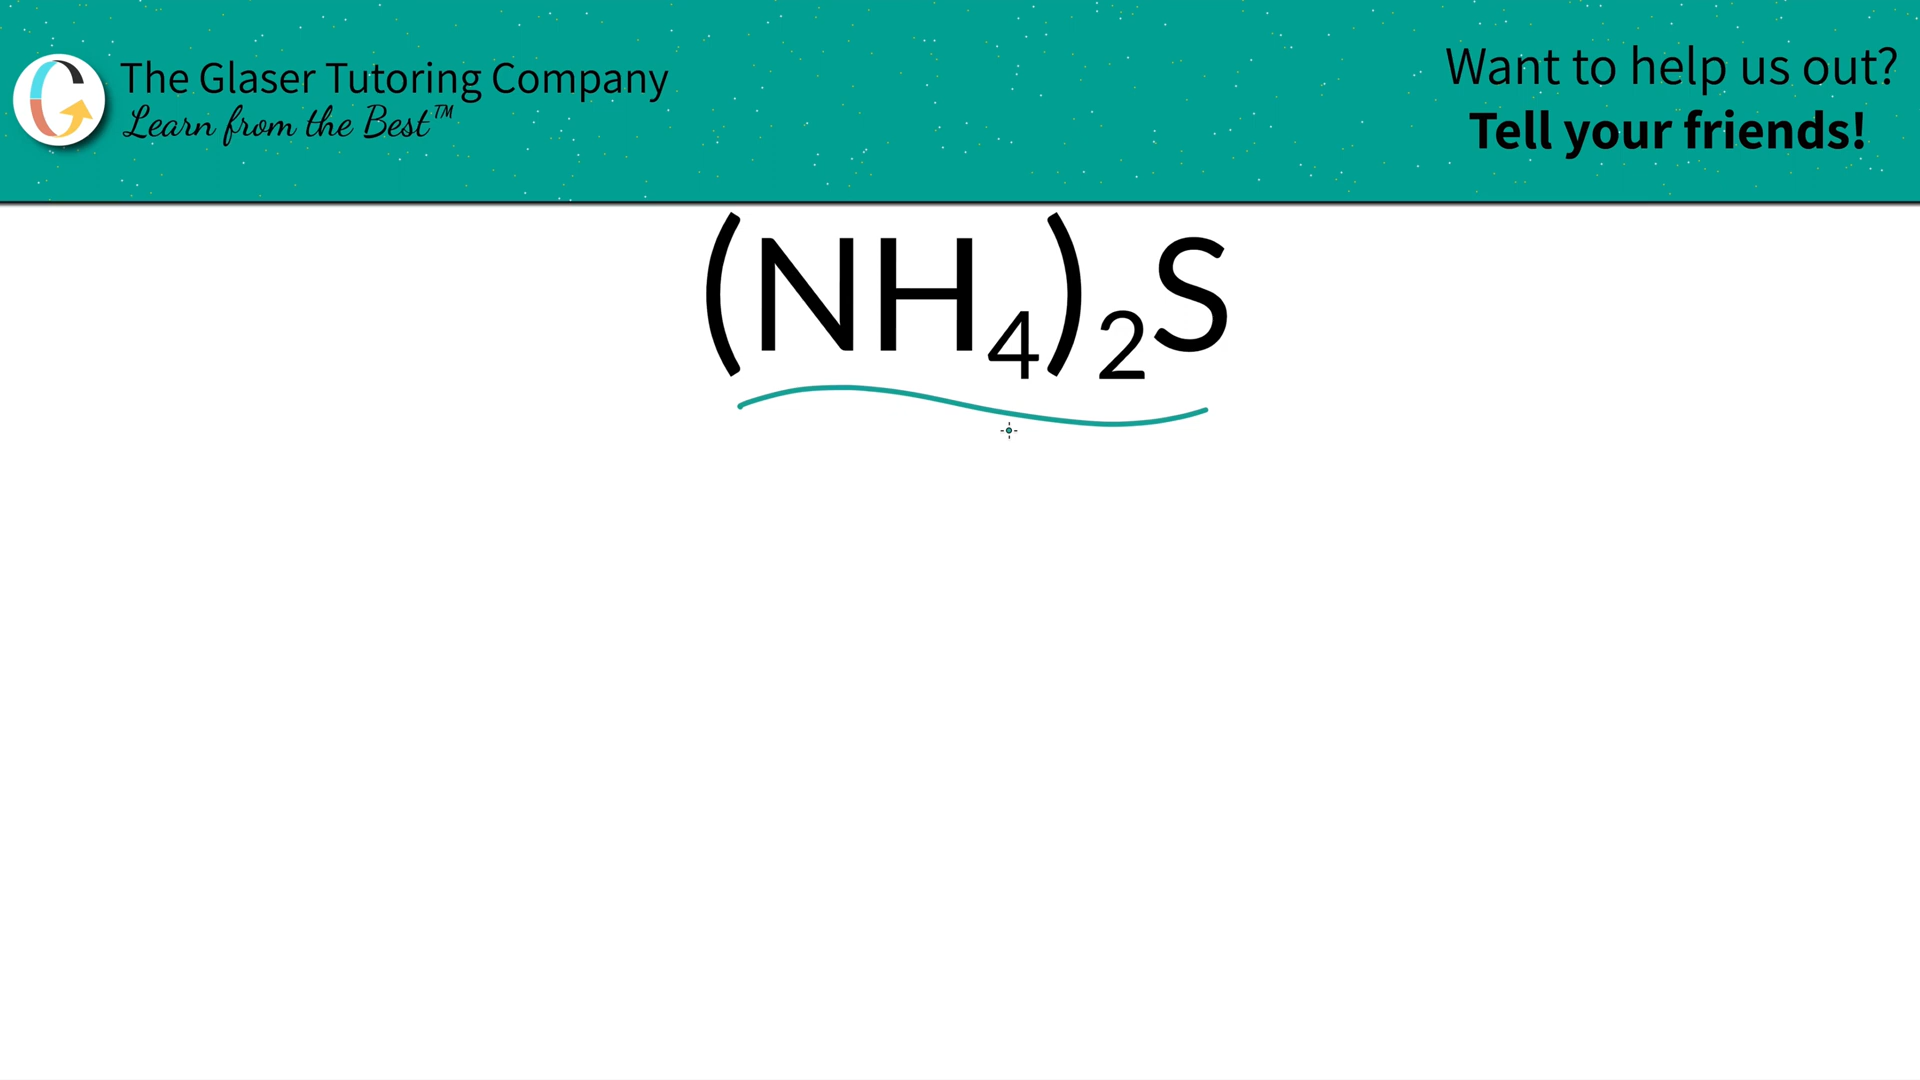 The Glaser Tutoring Company
Learn from the Best™
Want to help us out?
Tell your friends!
(NH₄)₂S